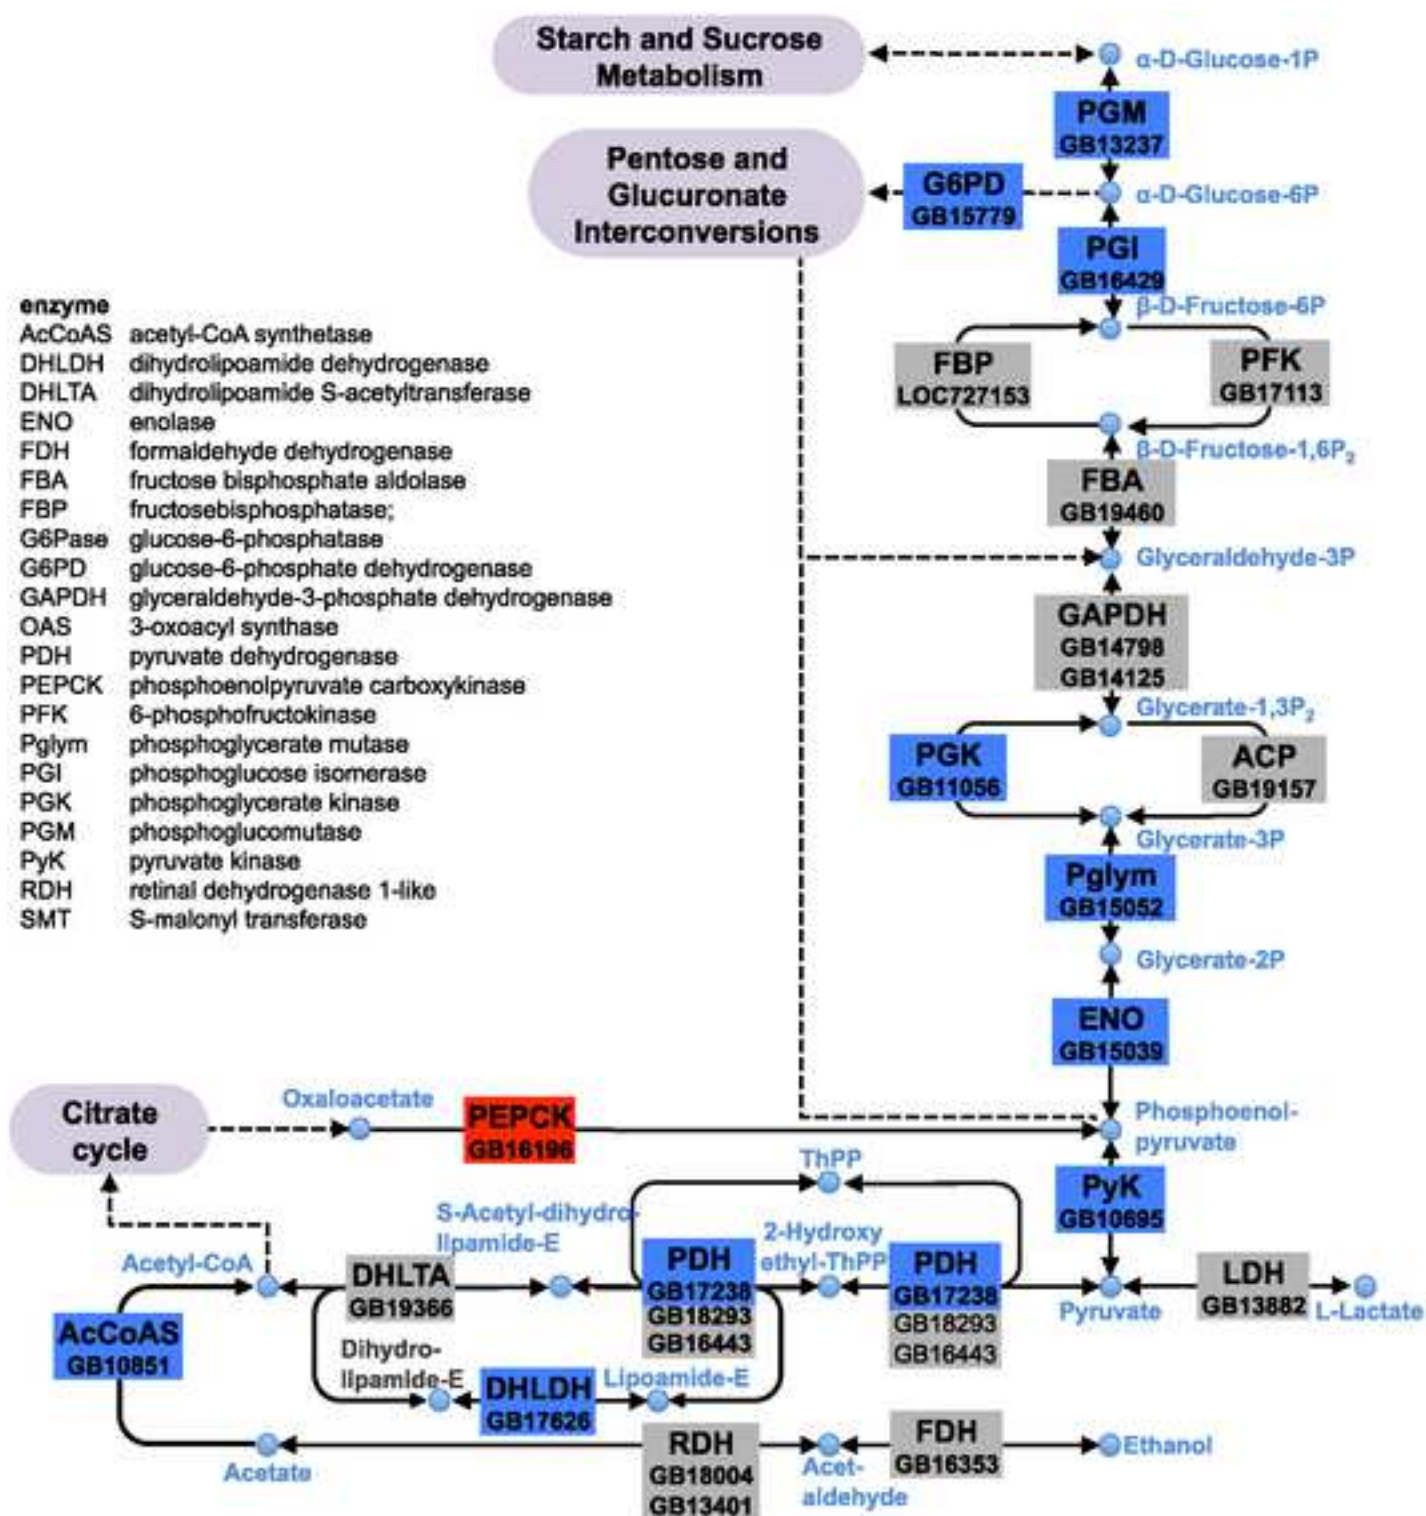 Starch and Sucrose
Metabolism
α-D-Glucose-1P
PGM
GB13237
Pentose and
Glucuronate
Interconversions
G6PD
GB15779
α-D-Glucose-6P
PGI
GB16429
β-D-Fructose-6P
FBP
LOC727153
PFK
GB17113
β-D-Fructose-1,6P₂
FBA
GB19460
Glyceraldehyde-3P
GAPDH
GB14798
GB14125
Glycerate-1,3P₂
PGK
GB11056
ACP
GB19157
Glycerate-3P
Pglym
GB15052
Glycerate-2P
ENO
GB15039
enzyme
AcCoAS acetyl-CoA synthetase
DHLDH dihydrolipoamide dehydrogenase
DHLTA dihydrolipoamide S-acetyltransferase
ENO enolase
FDH formaldehyde dehydrogenase
FBA fructose bisphosphate aldolase
FBP fructosebisphosphatase;
G6Pase glucose-6-phosphatase
G6PD glucose-6-phosphate dehydrogenase
GAPDH glyceraldehyde-3-phosphate dehydrogenase
OAS 3-oxoacyl synthase
PDH pyruvate dehydrogenase
PEPCK phosphoenolpyruvate carboxykinase
PFK 6-phosphofructokinase
Pglym phosphoglycerate mutase
PGI phosphoglucose isomerase
PGK phosphoglycerate kinase
PGM phosphoglucomutase
PyK pyruvate kinase
RDH retinal dehydrogenase 1-like
SMT S-malonyl transferase
Citrate
cycle
Oxaloacetate
PEPCK
GB16196
Phosphoenol-
pyruvate
ThPP
PyK
GB10695
S-Acetyl-dihydro-
lipamide-E
2-Hydroxy
ethyl-ThPP
Acetyl-CoA
DHLTA
GB19366
PDH
GB17238
GB18293
GB16443
PDH
GB17238
GB18293
GB16443
Pyruvate
LDH
GB13882
L-Lactate
AcCoAS
GB10851
Dihydro-
lipamide-E
DHLDH
GB17626
Lipoamide-E
Acetate
RDH
GB18004
GB13401
Acet-
aldehyde
FDH
GB16353
Ethanol